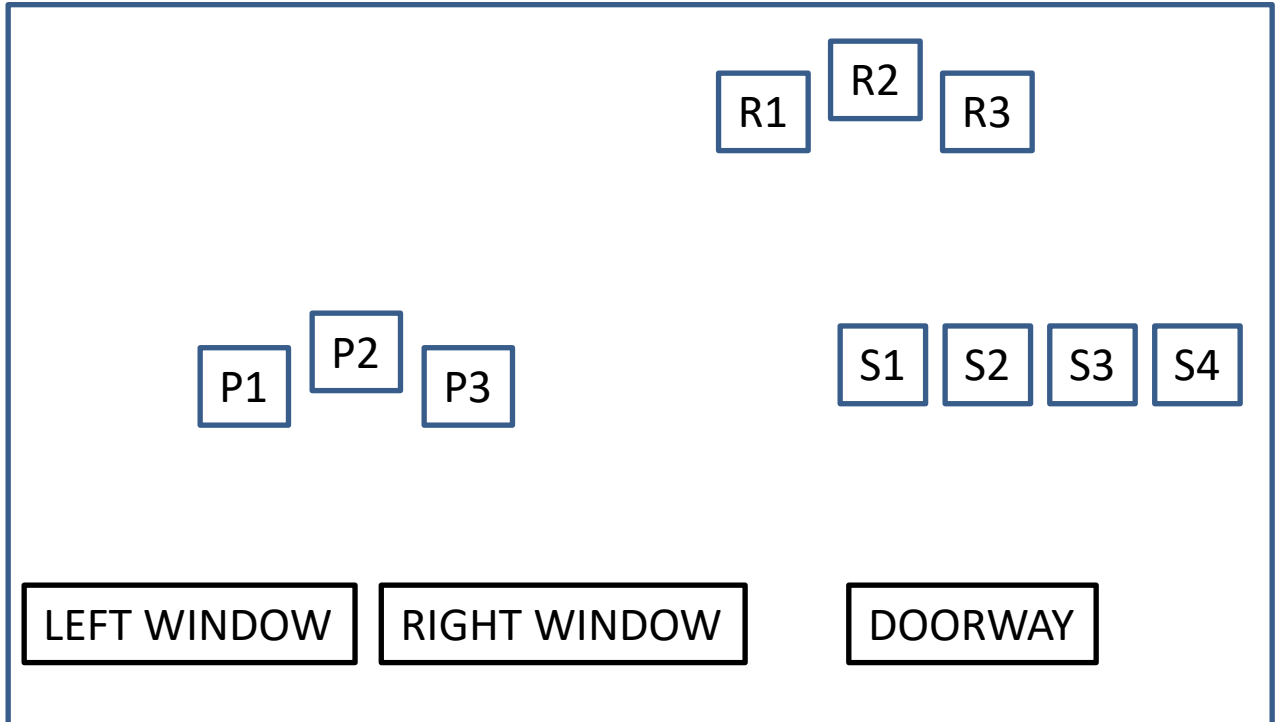 R1 R2 R3
P1 P2 P3
S1 S2 S3 S4
LEFT WINDOW
RIGHT WINDOW
DOORWAY